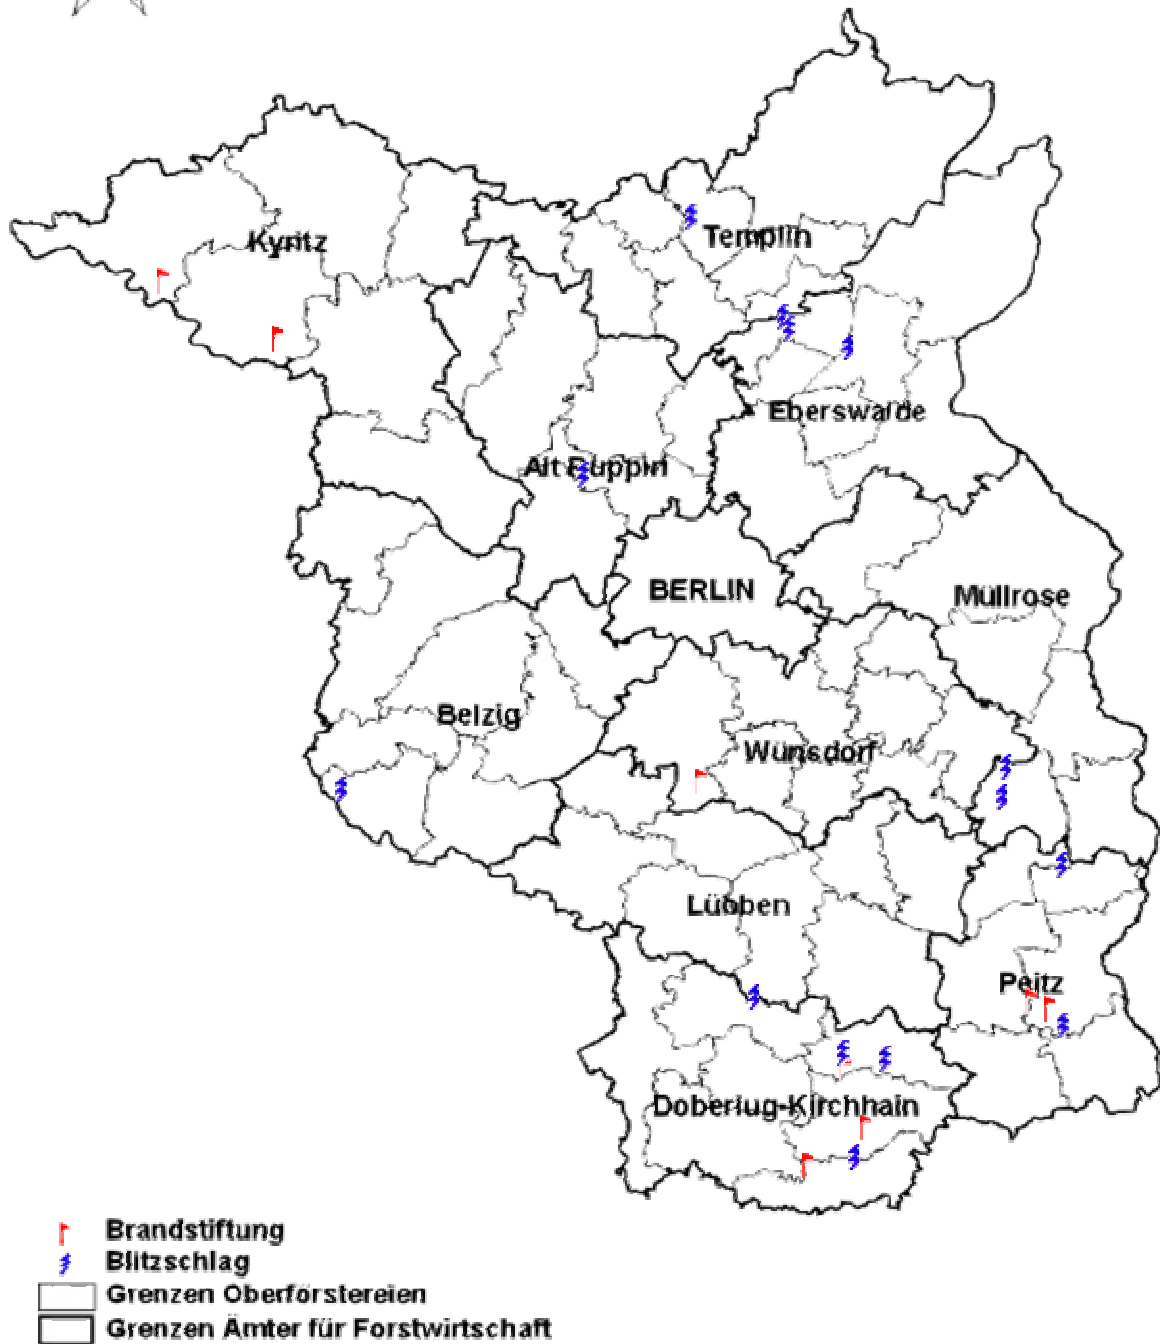 Kyritz
Templin
Eberswalde
Alt Ruppin
BERLIN
Müllrose
Belzig
Wünsdorf
Lübben
Peitz
Doberlug-Kirchhain
Brandstiftung
Blitzschlag
Grenzen Oberförstereien
Grenzen Ämter für Forstwirtschaft